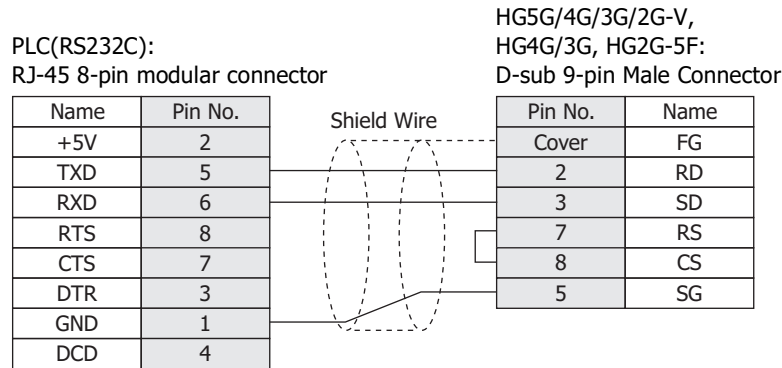 HG5G/4G/3G/2G-V,
PLC(RS232C): HG4G/3G, HG2G-5F:
RJ-45 8-pin modular connector D-sub 9-pin Male Connector
Name Pin No. Shield Wire Pin No. Name
+5V 2 Cover FG
TXD 5 2 RD
RXD 6 3 SD
RTS 8 7 RS
CTS 7 8 CS
DTR 3 5 SG
GND 1
DCD 4